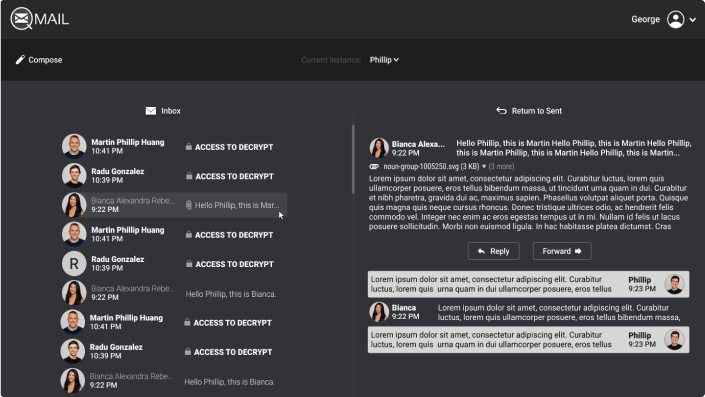 MAIL
George
Compose
Current Instance: Phillip
Inbox
Martin Phillip Huang
10:41 PM
ACCESS TO DECRYPT
Radu Gonzalez
10:39 PM
ACCESS TO DECRYPT
Bianca Alexandra Rebe...
9:22 PM
Hello Phillip, this is Mar...
Martin Phillip Huang
10:41 PM
ACCESS TO DECRYPT
R
Radu Gonzalez
10:39 PM
ACCESS TO DECRYPT
Bianca Alexandra Rebe...
9:22 PM
Hello Phillip, this is Bianca.
Martin Phillip Huang
10:41 PM
ACCESS TO DECRYPT
Radu Gonzalez
10:39 PM
ACCESS TO DECRYPT
Bianca Alexandra Rebe...
9:22 PM
Hello Phillip, this is Bianca.
Return to Sent
Bianca Alexa...
9:22 PM
Hello Phillip, this is Martin Hello Phillip, this is Martin Hello Phillip,
this is Martin Phillip, this is Martin Hello Phillip, this is Martin...
noun-group-1005250.svg (3 KB) (3 more)
Lorem ipsum dolor sit amet, consectetur adipiscing elit. Curabitur luctus, lorem quis
ullamcorper posuere, eros tellus bibendum massa, ut tincidunt urna quam in dui. Curabitur
et nibh pharetra, gravida dui ac, maximus sapien. Phasellus volutpat aliquet porta. Quisque
quis magna quis neque cursus rhoncus. Donec tristique ultrices odio, ac hendrerit felis
commodo vel. Integer nec enim ac eros egestas tempus ut in mi. Nullam id felis ut lacus
posuere sollicitudin. Morbi non euismod ligula. In hac habitasse platea dictumst. Cras
Reply
Forward
Lorem ipsum dolor sit amet, consectetur adipiscing elit. Curabitur
luctus, lorem quis urna quam in dui ullamcorper posuere, eros tellus
Phillip
9:23 PM
Bianca
9:22 PM
Lorem ipsum dolor sit amet, consectetur adipiscing elit. Curabitur
luctus, lorem quis urna quam in dui ullamcorper posuere, eros tellus bibendum massa,
Lorem ipsum dolor sit amet, consectetur adipiscing elit. Curabitur
luctus, lorem quis urna quam in dui ullamcorper posuere, eros tellus
Phillip
9:23 PM